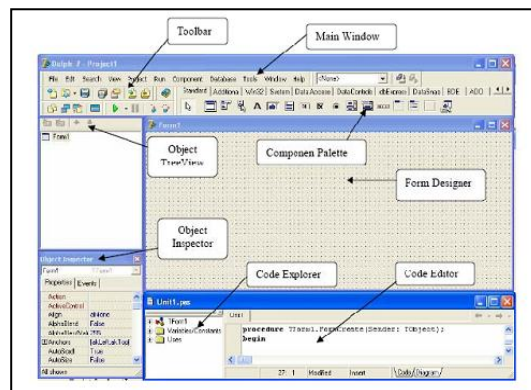 Toolbar
Main Window
Delphi 7 - Project1
File Edit Search View Project Run Component Database Tools Window Help <None>
Standard Additional Win32 System Data Access Data Controls dbExpress DataSnap BDE ADO
Form1
Form1
Object
TreeView
Componen Palette
Form Designer
Object
Inspector
Object Inspector
Form1 TForm1
Properties Events
Action
ActiveControl
Align alNone
AlphaBlend False
AlphaBlendVal 255
Anchors [akLeft,akTop]
AutoScroll True
AutoSize False
All shown
Code Explorer
Code Editor
Unit1.pas
TForm1
Variables/Constants
Uses
Unit1
procedure TForm1.FormCreate(Sender: TObject);
begin
27: 1 Modified Insert Code Diagram